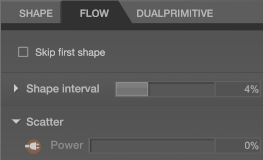 SHAPE FLOW DUALPRIMITIVE
Skip first shape
Shape interval 4%
Scatter
Power 0%